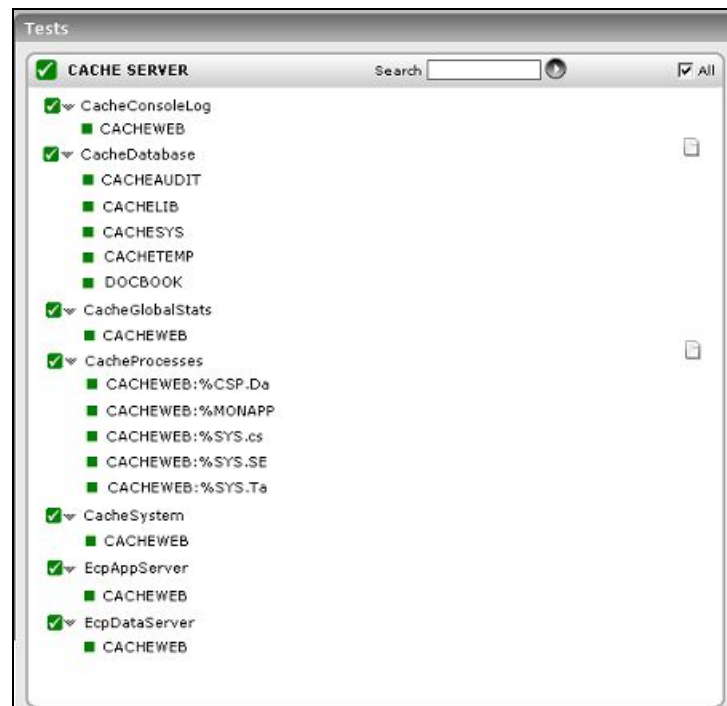 Tests
CACHE SERVER Search All
CacheConsoleLog
CACHEWEB
CacheDatabase
CACHEAUDIT
CACHELIB
CACHESYS
CACHETEMP
DOCBOOK
CacheGlobalStats
CACHEWEB
CacheProcesses
CACHEWEB:%CSP.Da
CACHEWEB:%MONAPP
CACHEWEB:%SYS.cs
CACHEWEB:%SYS.SE
CACHEWEB:%SYS.Ta
CacheSystem
CACHEWEB
EcpAppServer
CACHEWEB
EcpDataServer
CACHEWEB